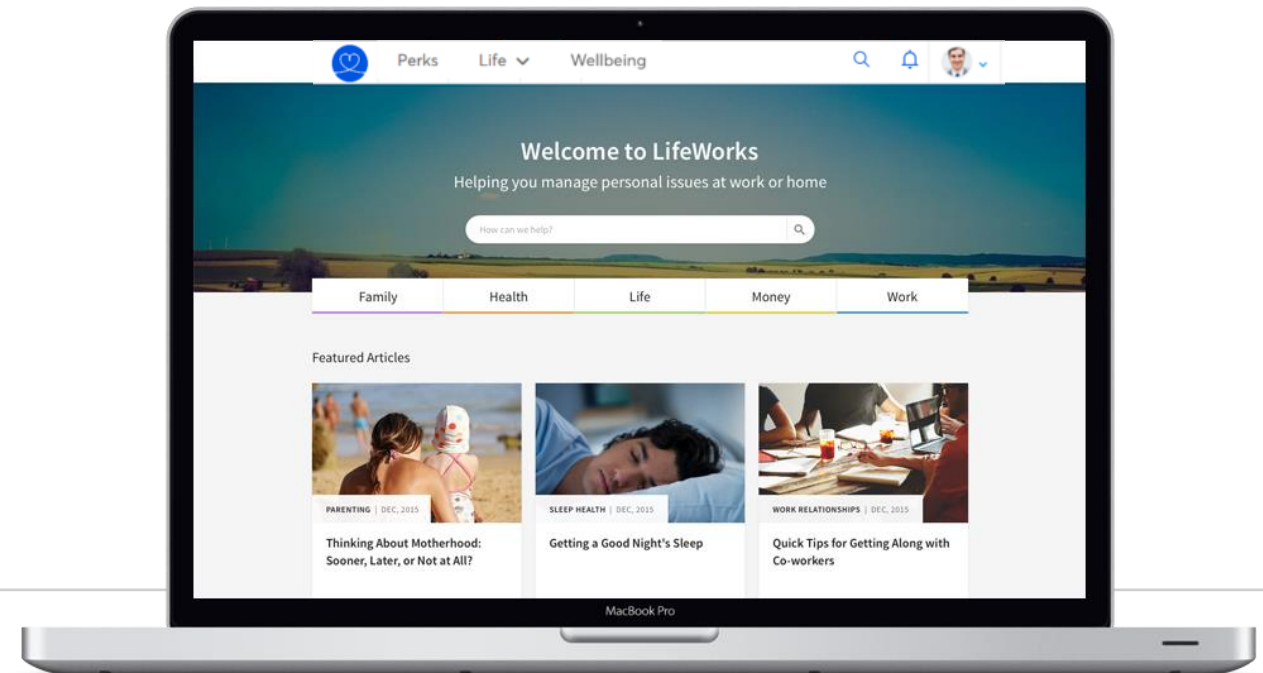 Perks Life Wellbeing
Welcome to LifeWorks
Helping you manage personal issues at work or home
How can we help?
Family Health Life Money Work
Featured Articles
PARENTING | DEC, 2015
Thinking About Motherhood:
Sooner, Later, or Not at All?
SLEEP HEALTH | DEC, 2015
Getting a Good Night's Sleep
WORK RELATIONSHIPS | DEC, 2015
Quick Tips for Getting Along with
Co-workers
MacBook Pro